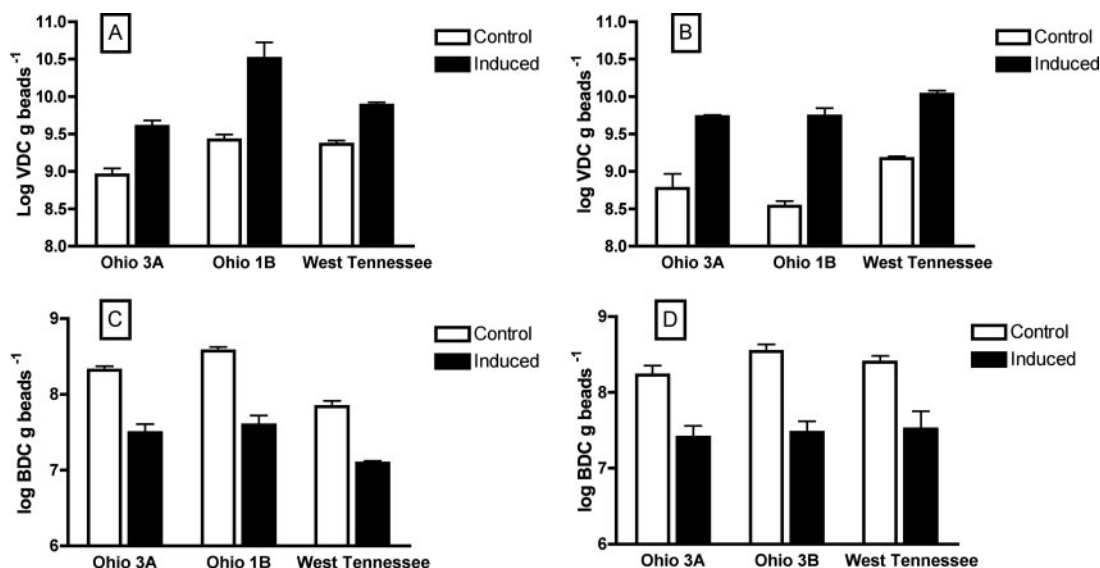 A
Log VDC g beads⁻¹
11.0
10.5
10.0
9.5
9.0
8.5
8.0
Ohio 3A Ohio 1B West Tennessee
Control
Induced
B
log VDC g beads⁻¹
11.0
10.5
10.0
9.5
9.0
8.5
8.0
Ohio 3A Ohio 1B West Tennessee
Control
Induced
C
log BDC g beads ⁻¹
9
8
7
6
Ohio 3A Ohio 1B West Tennessee
Control
Induced
D
log BDC g beads ⁻¹
9
8
7
6
Ohio 3A Ohio 3B West Tennessee
Control
Induced